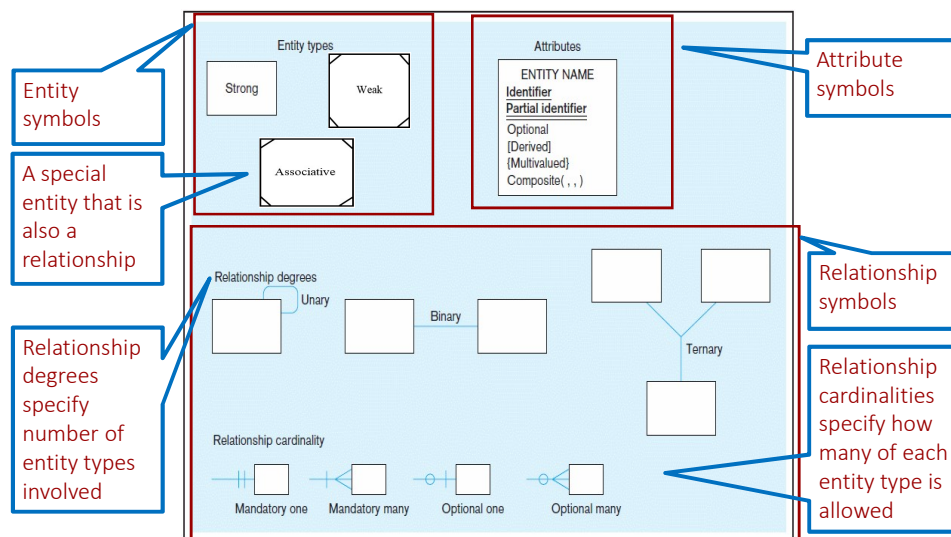 Entity types
Attributes
Entity
symbols
Strong
Weak
Associative
ENTITY NAME
Identifier
Partial identifier
Optional
[Derived]
{Multivalued}
Composite( , , )
Attribute
symbols
A special
entity that is
also a
relationship
Relationship
symbols
Relationship degrees
Unary
Binary
Ternary
Relationship
degrees
specify
number of
entity types
involved
Relationship
cardinalities
specify how
many of each
entity type is
allowed
Relationship cardinality
Mandatory one
Mandatory many
Optional one
Optional many